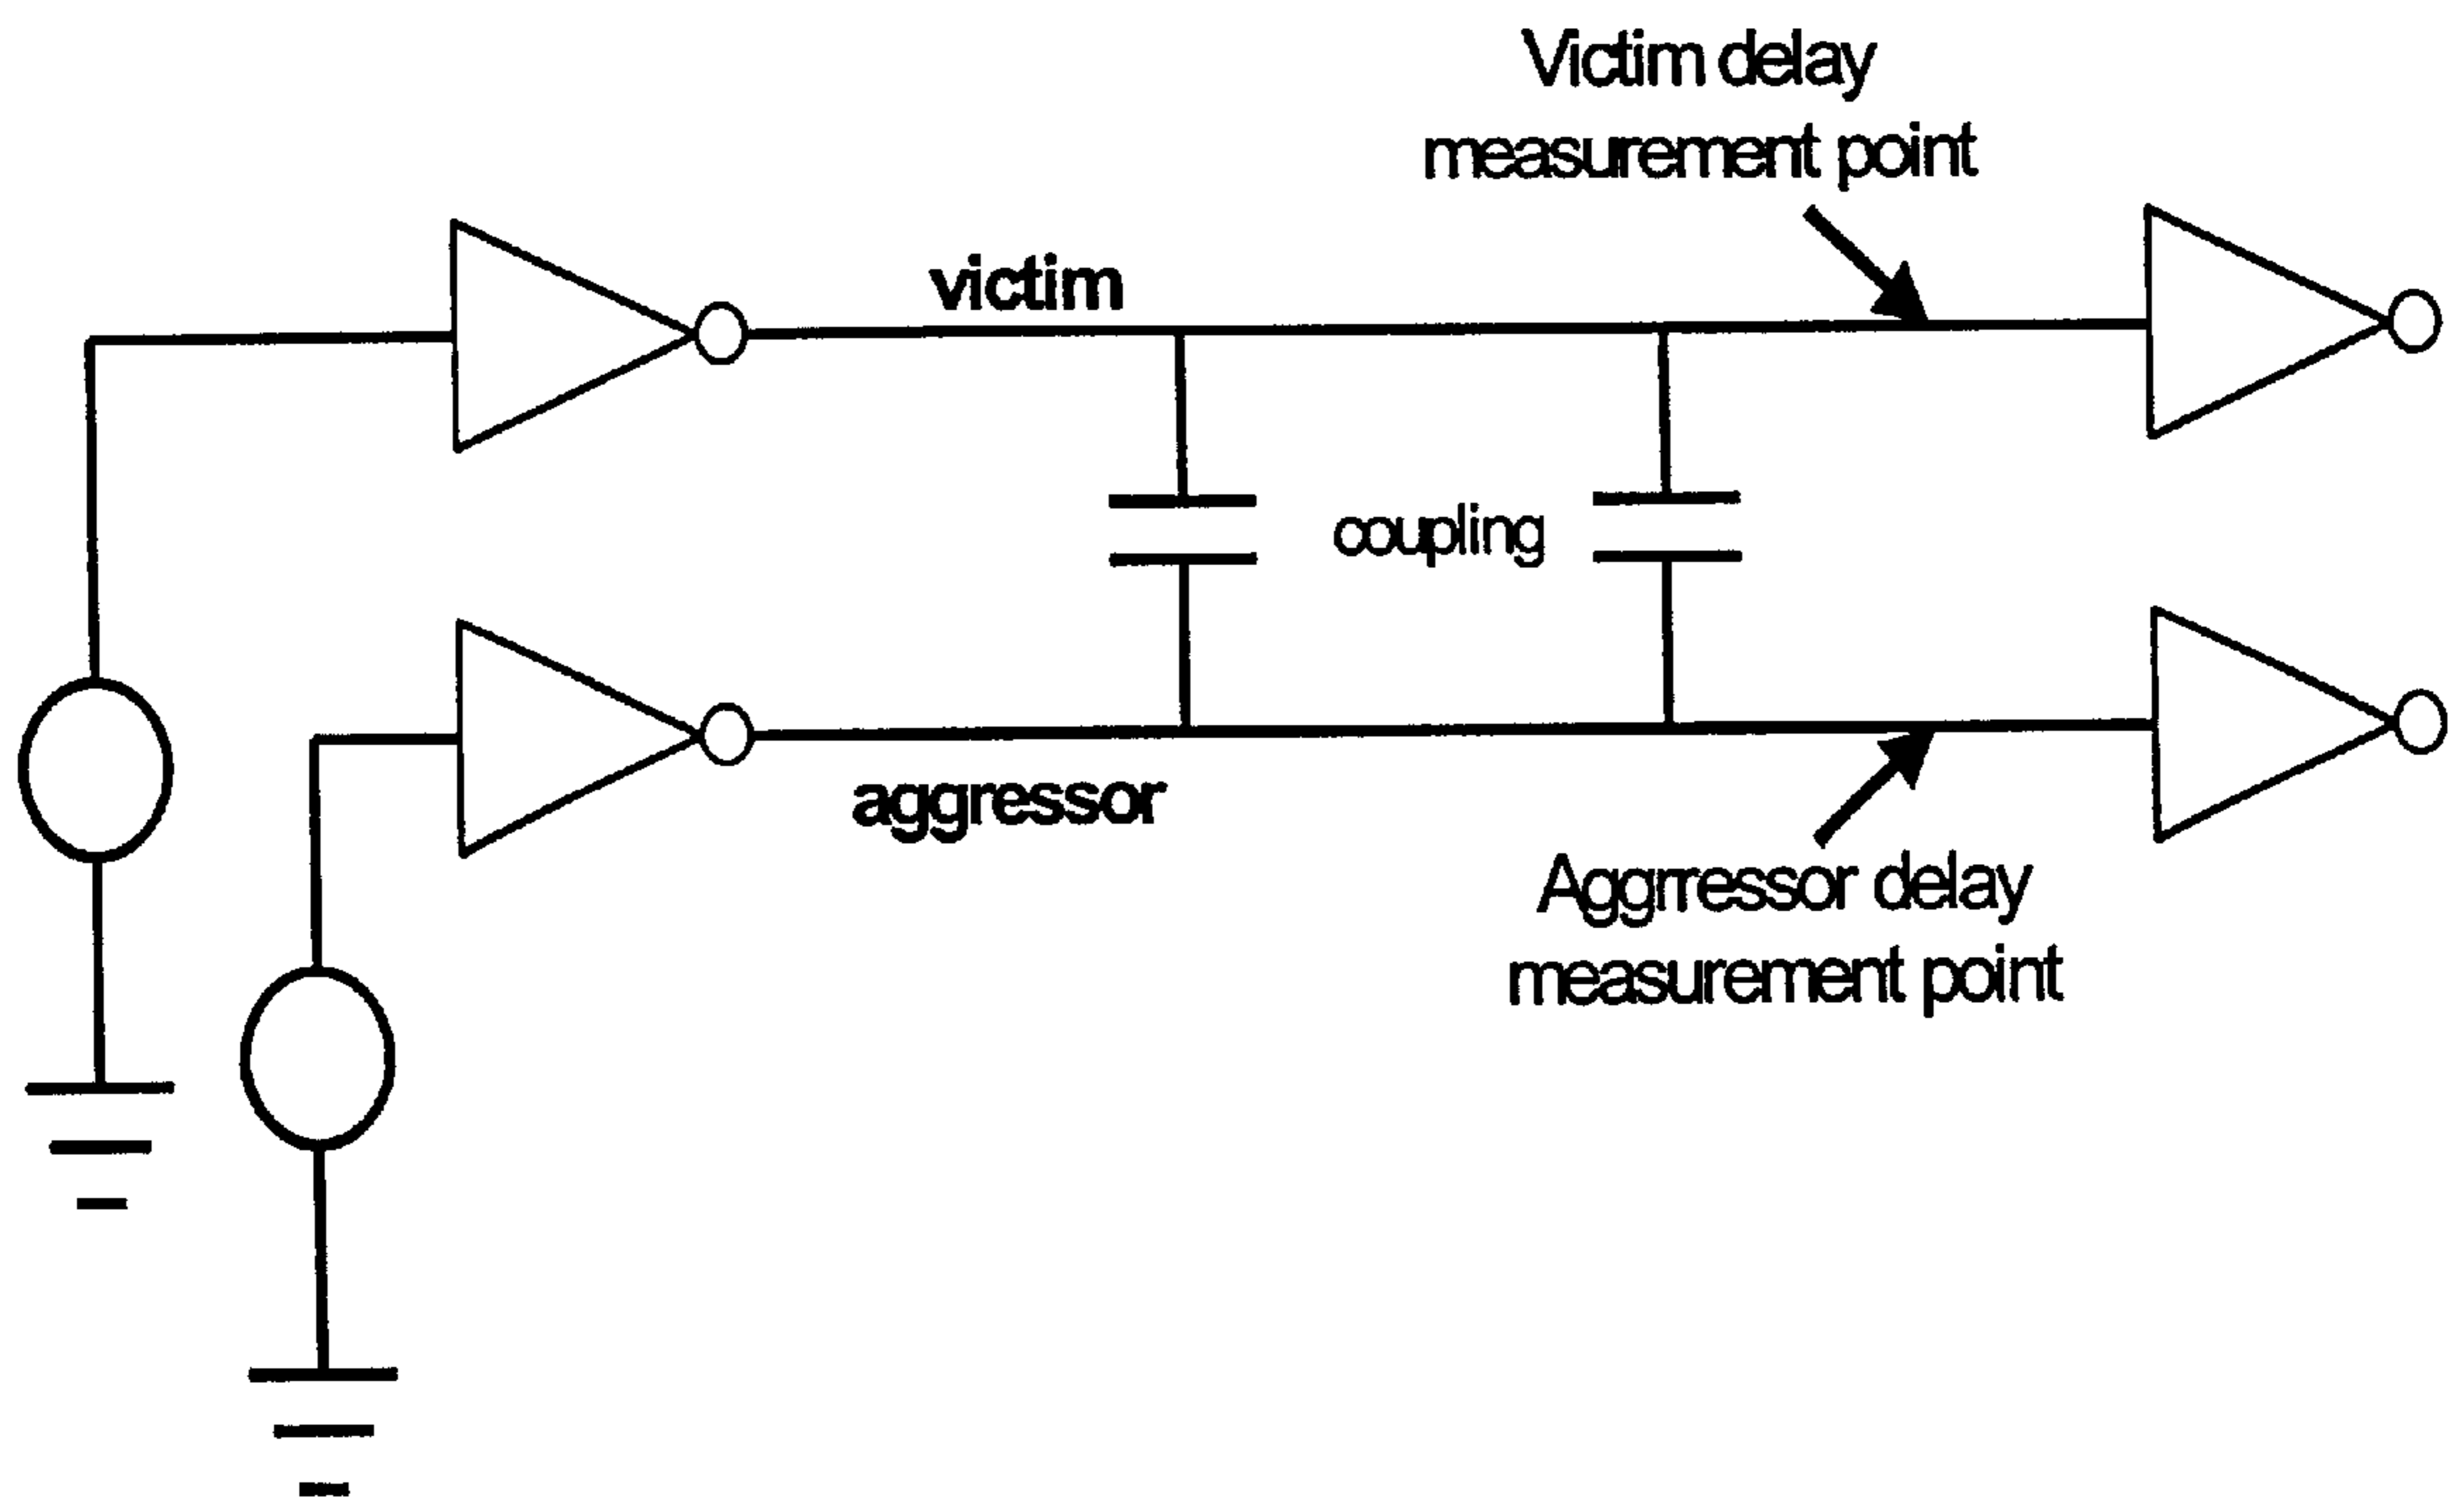 Victim delay
measurement point
victim
coupling
aggressor
Aggrressor delay
measurement point